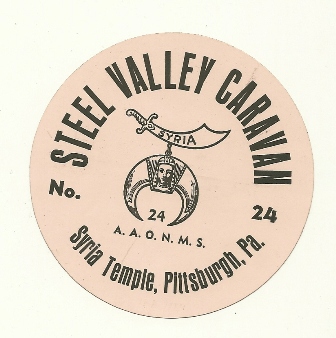 STEEL VALLEY CARAVAN
SYRIA
No. 24
24
A. A. O. N. M. S.
Syria Temple, Pittsburgh, Pa.